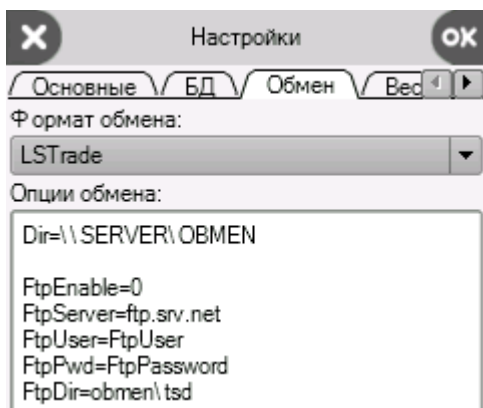 Настройки
ОК
Основные
БД
Обмен
Вес
Формат обмена:
LSTrade
Опции обмена:
Dir=\\SERVER\OBMEN
FtpEnable=0
FtpServer=ftp.srv.net
FtpUser=FtpUser
FtpPwd=FtpPassword
FtpDir=obmen\tsd